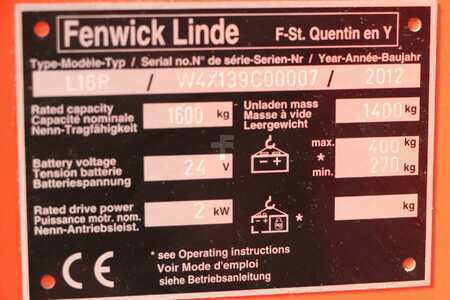 Fenwick Linde F-St. Quentin en Y
Type-Modèle-Typ / Serial no.N° de série-Serien-Nr / Year-Année-Baujahr
L16R / W4X139C00007 / 2012
Rated capacity
Capacité nominale
Nenn-Tragfähigkeit
1600 kg
Unladen mass
Masse à vide
Leergewicht
1400 kg
Battery voltage
Tension batterie
Batteriespannung
24 V
max. 400 kg
*
min. 270 kg
Rated drive power
Puissance motr. nom.
Nenn-Antriebsleist.
2 kW
* kg
* see Operating instructions
Voir Mode d'emploi
siehe Betriebsanleitung
CE